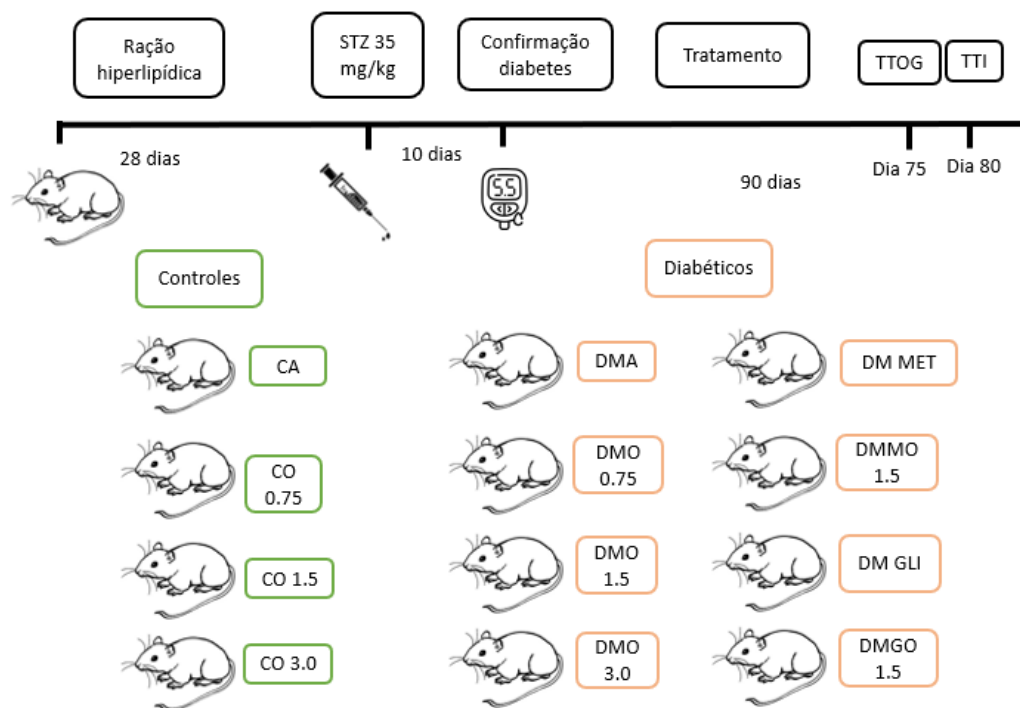 Ração
hiperlipídica
STZ 35
mg/kg
Confirmação
diabetes
Tratamento
TTOG
TTI
28 dias
10 dias
90 dias
Dia 75
Dia 80
5.5
Controles
Diabéticos
CA
DMA
DM MET
CO
0.75
DMO
0.75
DMMO
1.5
CO 1.5
DMO
1.5
DM GLI
CO 3.0
DMO
3.0
DMGO
1.5